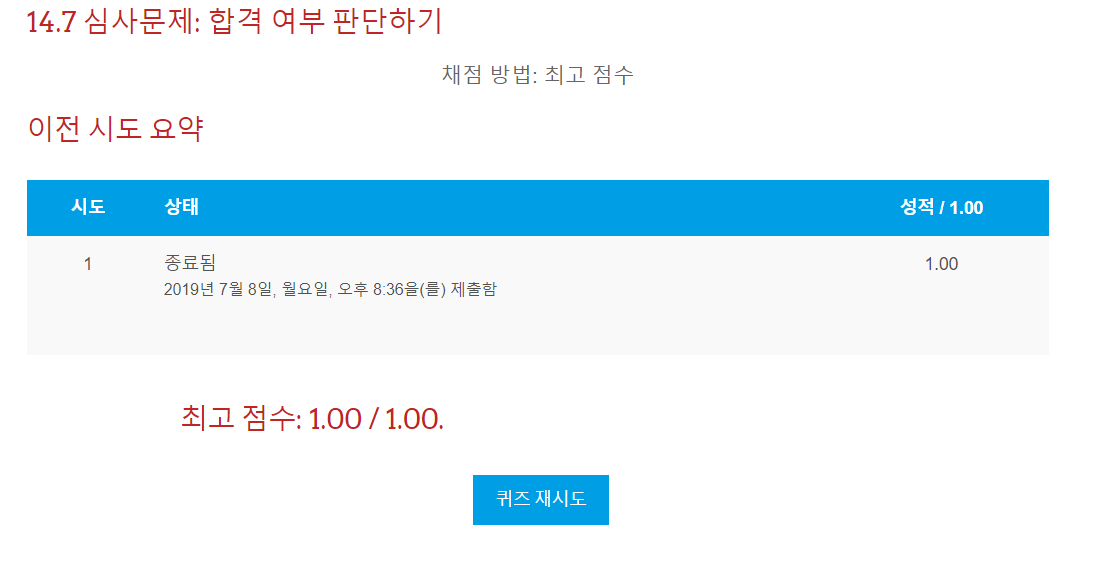 14.7 심사문제: 합격 여부 판단하기
채점 방법: 최고 점수
이전 시도 요약
시도 상태 성적 / 1.00
1 종료됨 1.00
2019년 7월 8일, 월요일, 오후 8:36을(를) 제출함
최고 점수: 1.00 / 1.00.
퀴즈 재시도